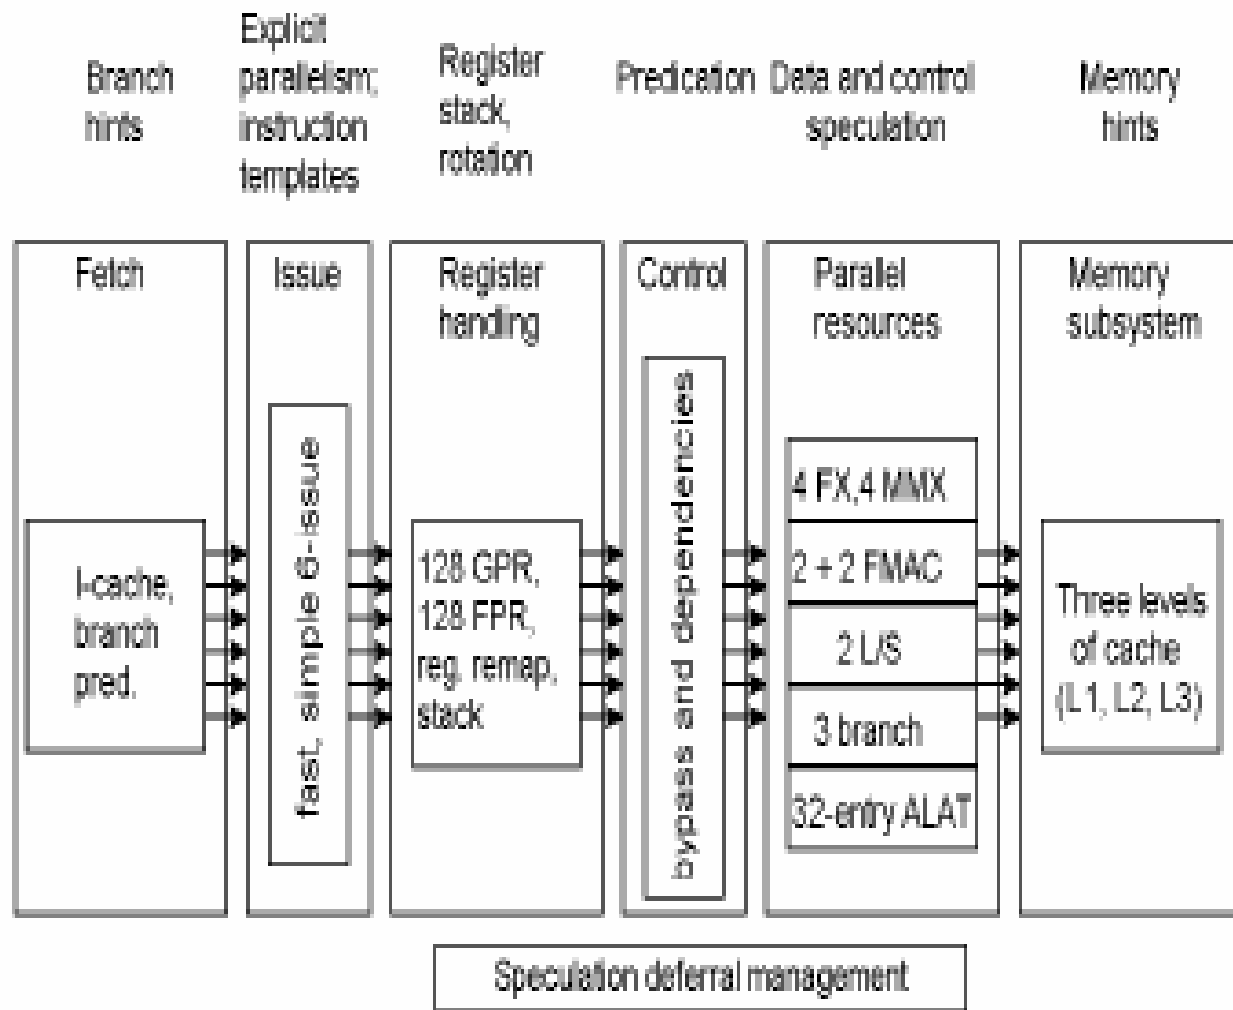 Branch
hints
Explicit
parallelism;
instruction
templates
Register
stack,
rotation
Predication
Data and control
speculation
Memory
hints
Fetch
I-cache,
branch
pred.
Issue
fast, simple 6-issue
Register
handling
128 GPR,
128 FPR,
reg. remap,
stack
Control
bypass and dependencies
Parallel
resources
4 FX,4 MMX
2 + 2 FMAC
2 L/S
3 branch
32-entry ALAT
Memory
subsystem
Three levels
of cache
(L1, L2, L3)
Speculation deferral management